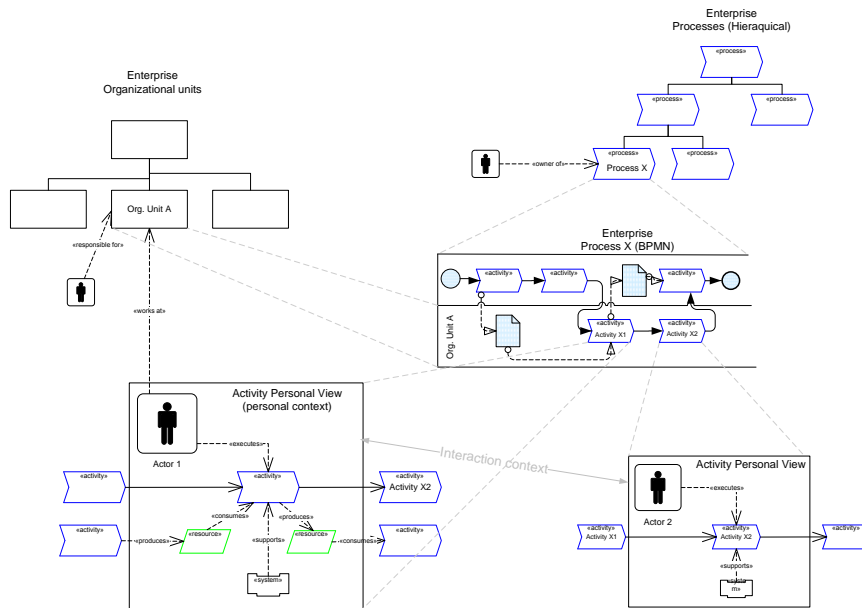 Enterprise
Processes (Hieraquical)
«process»
Enterprise
Organizational units
«process»
«process»
«process»
«process»
«owner of»
Process X
Org. Unit A
Enterprise
Process X (BPMN)
«responsible for»
«activity»
«activity»
«activity»
«works at»
Org. Unit A
«activity»
Activity X1
«activity»
Activity X2
Activity Personal View
(personal context)
«executes»
Actor 1
Interaction context
Activity Personal View
«executes»
Actor 2
«activity»
«activity»
«activity»
Activity X2
«consumes»
«produces»
«activity»
«produces»
«resource»
«supports»
«resource»
«consumes»
«activity»
«system»
«activity»
Activity X1
«activity»
Activity X2
«activity»
«supports»
«syste
m»